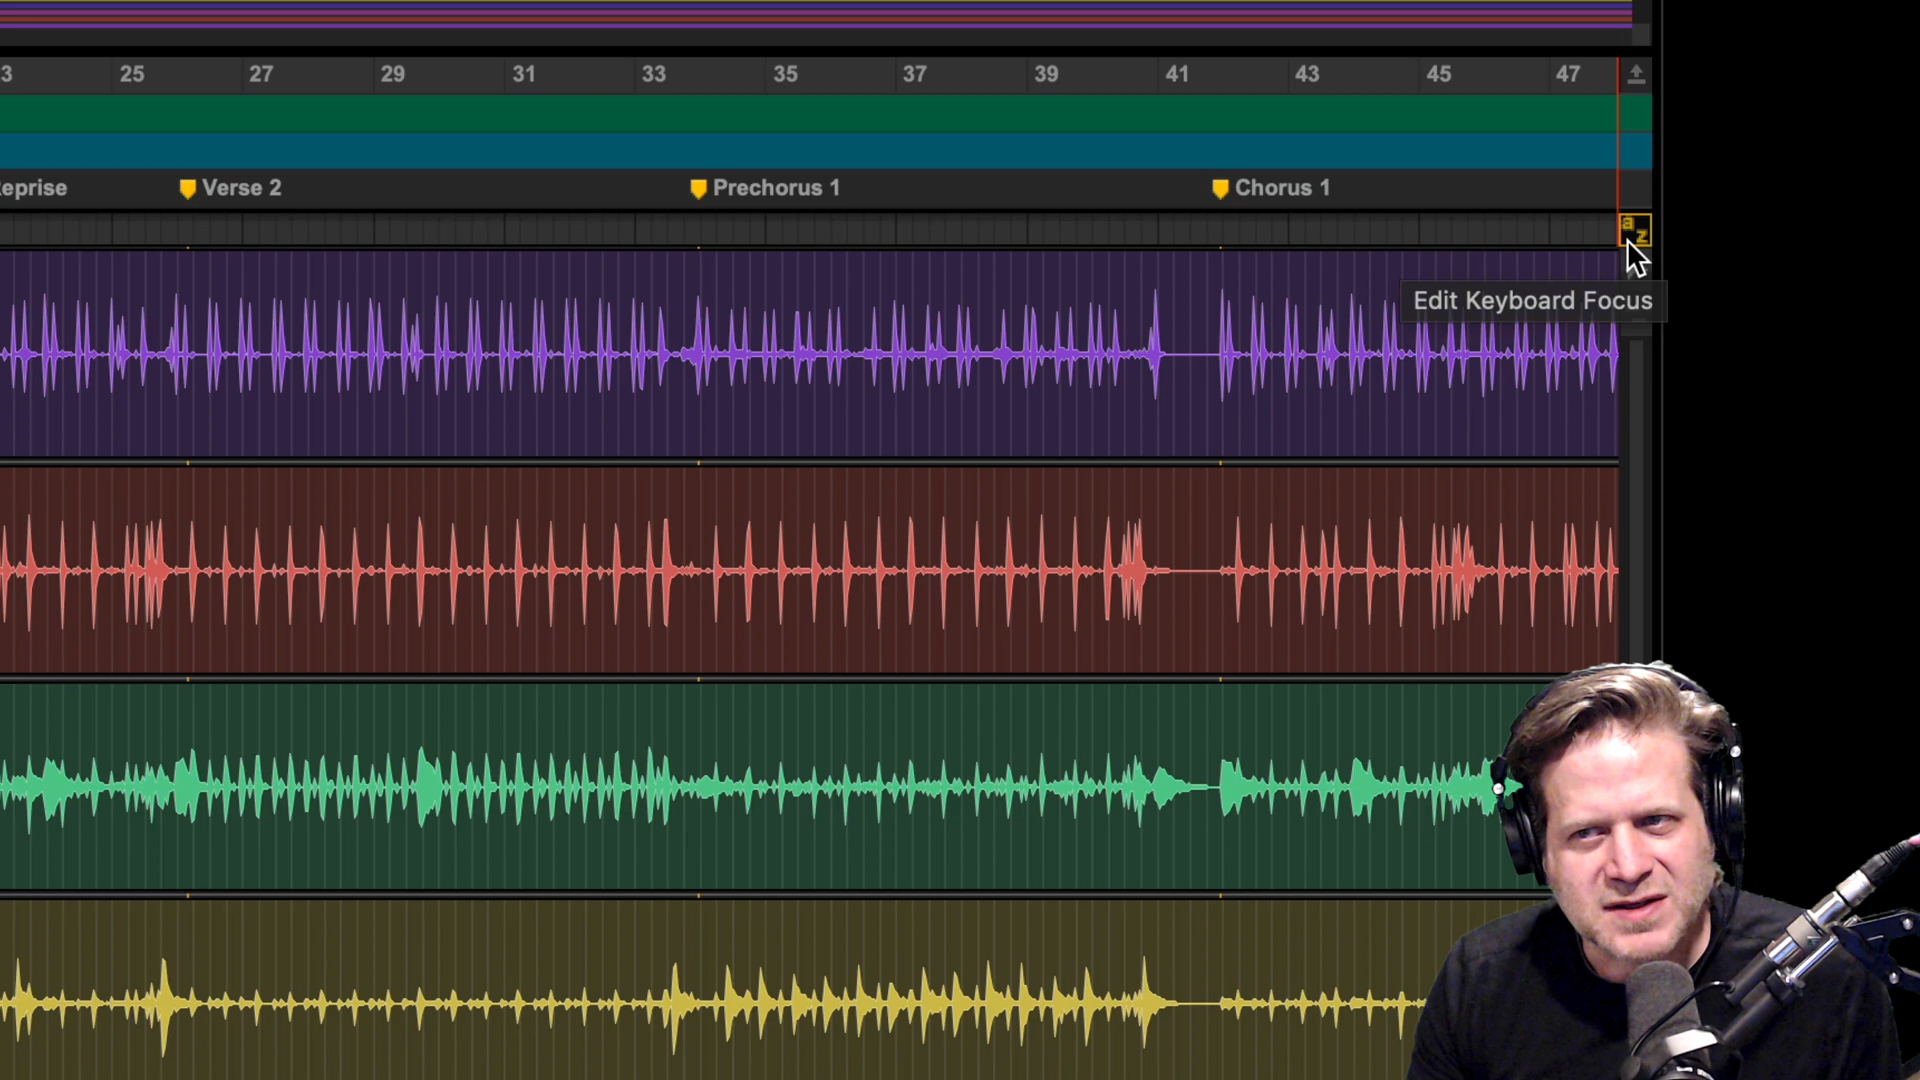 3 25 27 29 31 33 35 37 39 41 43 45 47
eprise Verse 2 Prechorus 1 Chorus 1
a
z
Edit Keyboard Focus